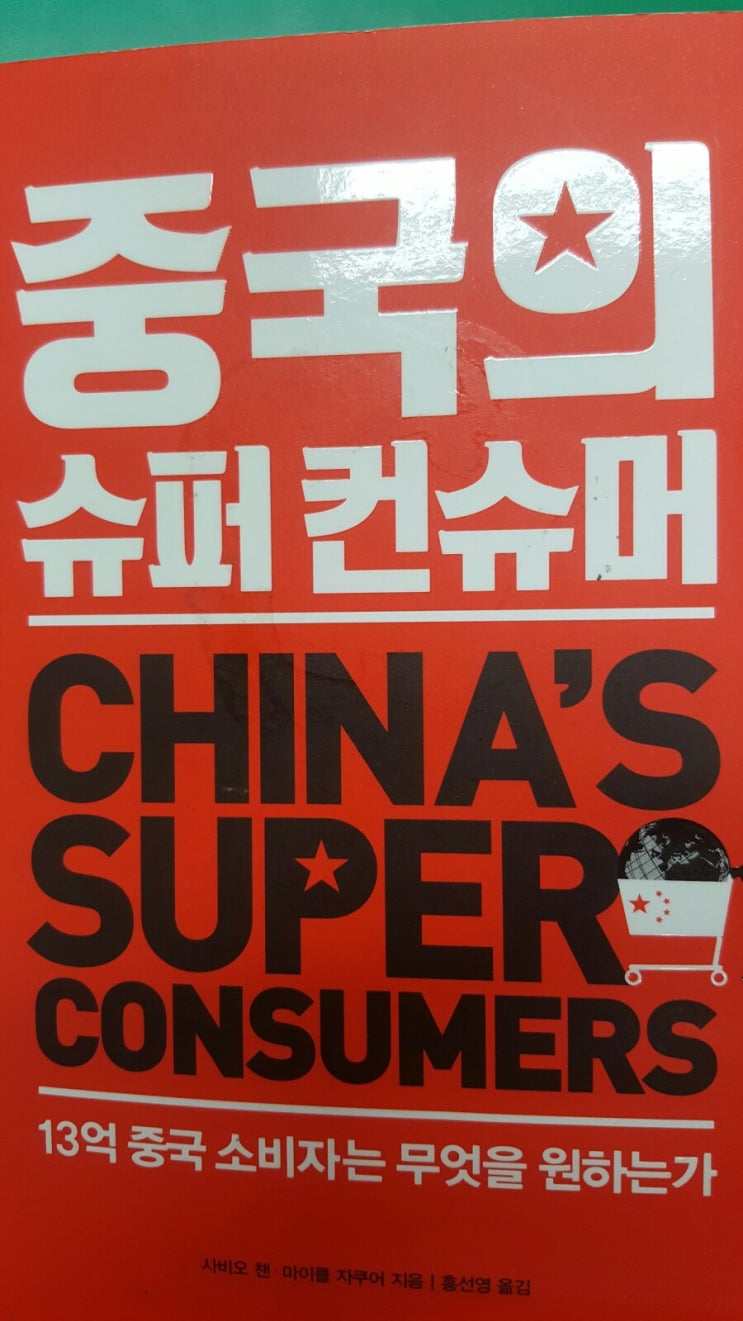 중국의
슈퍼 컨슈머
CHINA'S
SUPER
CONSUMERS
13억 중국 소비자는 무엇을 원하는가
사비오 챈·마이클 자쿠어 지음 | 홍선영 옮김